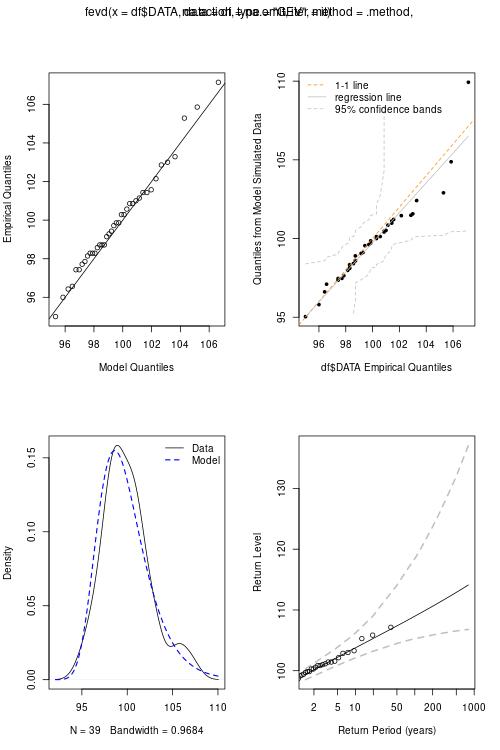 fevd(x = df$DATA, data = df, type = "GEV", method = .method,
96 98 100 102 104 106
Empirical Quantiles
96 98 100 102 104 106
Model Quantiles
1-1 line
regression line
95% confidence bands
95 100 105 110
Quantiles from Model Simulated Data
96 98 100 102 104 106
df$DATA Empirical Quantiles
Data
Model
0.00 0.05 0.10 0.15
Density
95 100 105 110
N = 39 Bandwidth = 0.9684
100 110 120 130
Return Level
2 5 10 50 200 1000
Return Period (years)